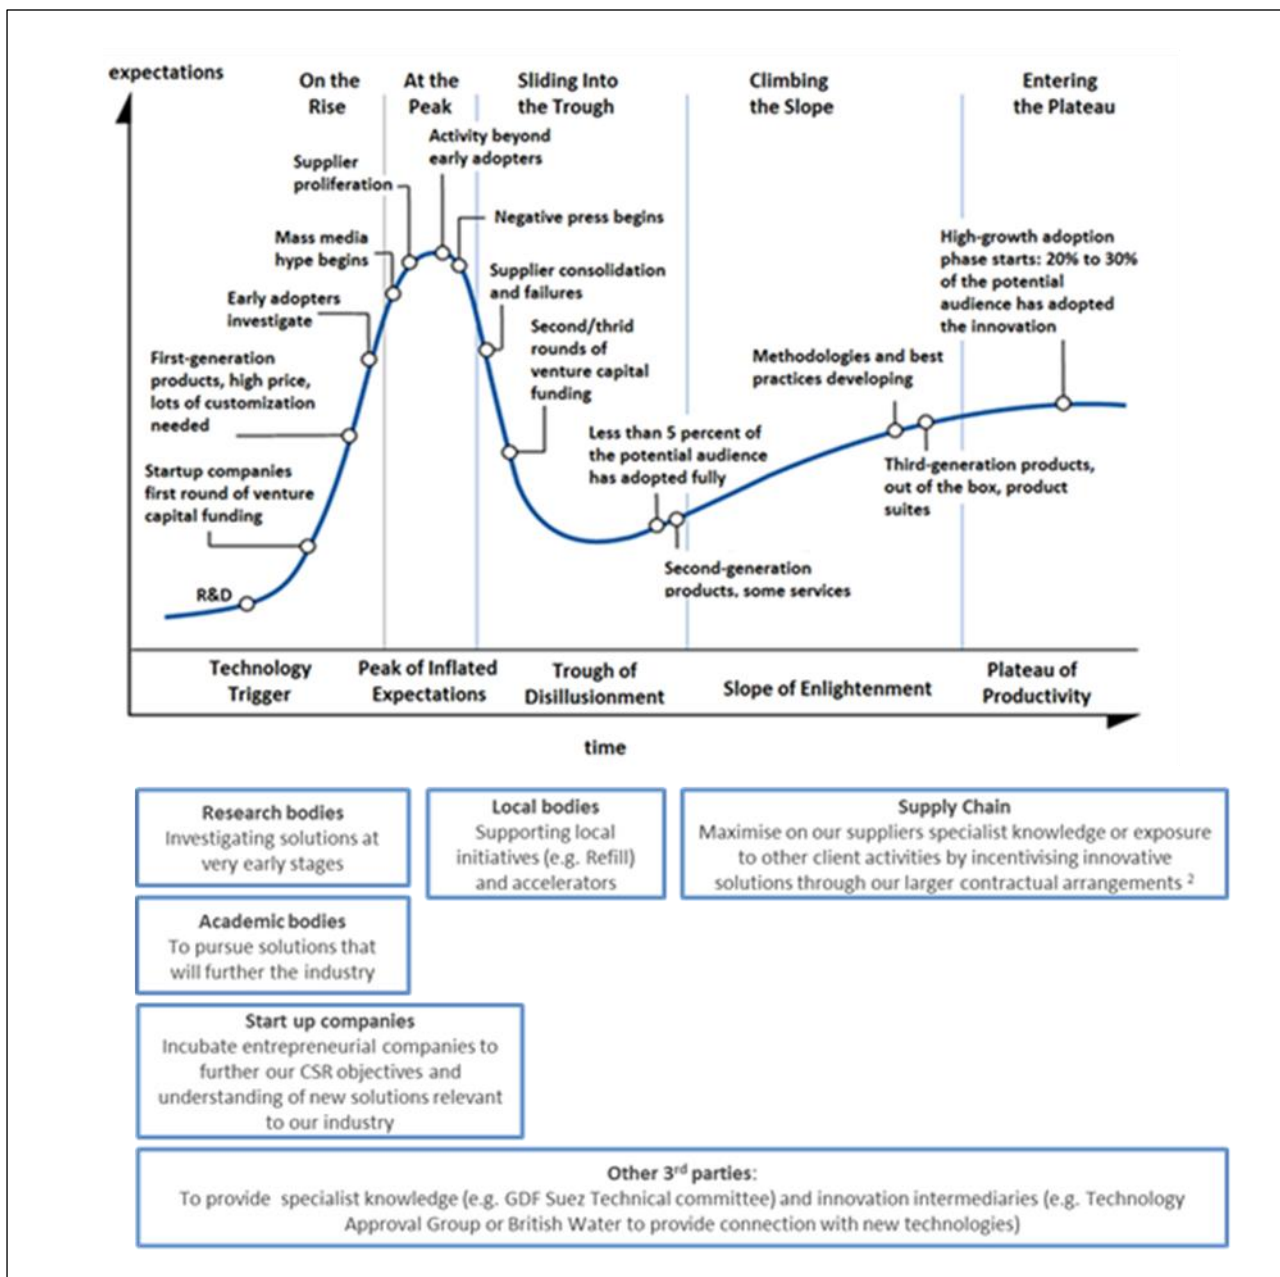 expectations
On the
Rise
At the
Peak
Sliding Into
the Trough
Climbing
the Slope
Entering
the Plateau
Activity beyond
early adopters
Supplier
proliferation
Negative press begins
Mass media
hype begins
Supplier consolidation
and failures
Early adopters
investigate
Second/thrid
rounds of
venture capital
funding
First-generation
products, high price,
lots of customization
needed
Less than 5 percent of
the potential audience
has adopted fully
Startup companies
first round of venture
capital funding
R&D
Second-generation
products, some services
Methodologies and best
practices developing
Third-generation products,
out of the box, product
suites
High-growth adoption
phase starts: 20% to 30%
of the potential
audience has adopted
the innovation
Technology
Trigger
Peak of Inflated
Expectations
Trough of
Disillusionment
Slope of Enlightenment
Plateau of
Productivity
time
Research bodies
Investigating solutions at
very early stages
Local bodies
Supporting local
initiatives (e.g. Refill)
and accelerators
Supply Chain
Maximise on our suppliers specialist knowledge or exposure
to other client activities by incentivising innovative
solutions through our larger contractual arrangements 2
Academic bodies
To pursue solutions that
will further the industry
Start up companies
Incubate entrepreneurial companies to
further our CSR objectives and
understanding of new solutions relevant
to our industry
Other 3rd parties:
To provide specialist knowledge (e.g. GDF Suez Technical committee) and innovation intermediaries (e.g. Technology
Approval Group or British Water to provide connection with new technologies)